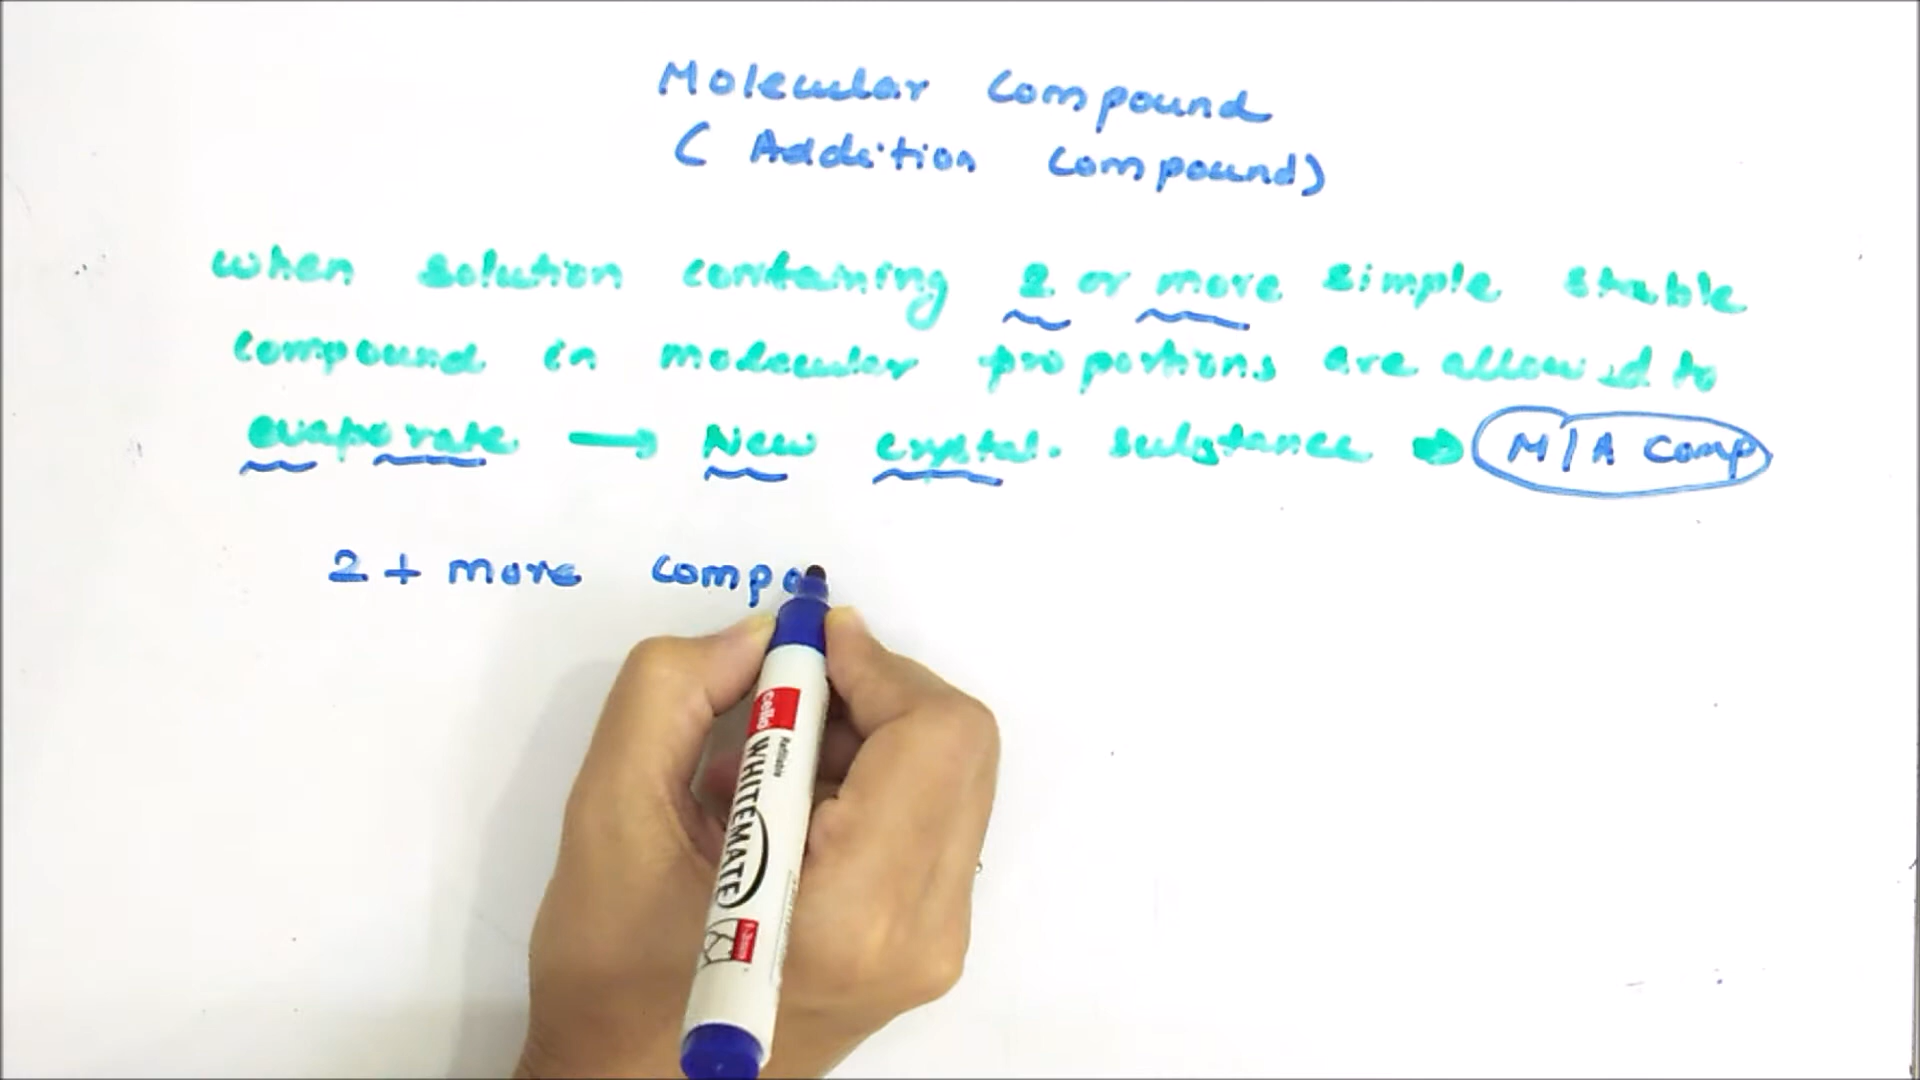 Molecular Compound
( Addition Compound)
when solution containing 2 or more simple stable
compound in molecular proportions are allowed to
evaporate → New crystal. substance → M/A Comp
2 + more compo
Cello
Refillable
WHITEMATE